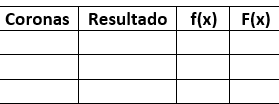 Coronas Resultado f(x) F(x)